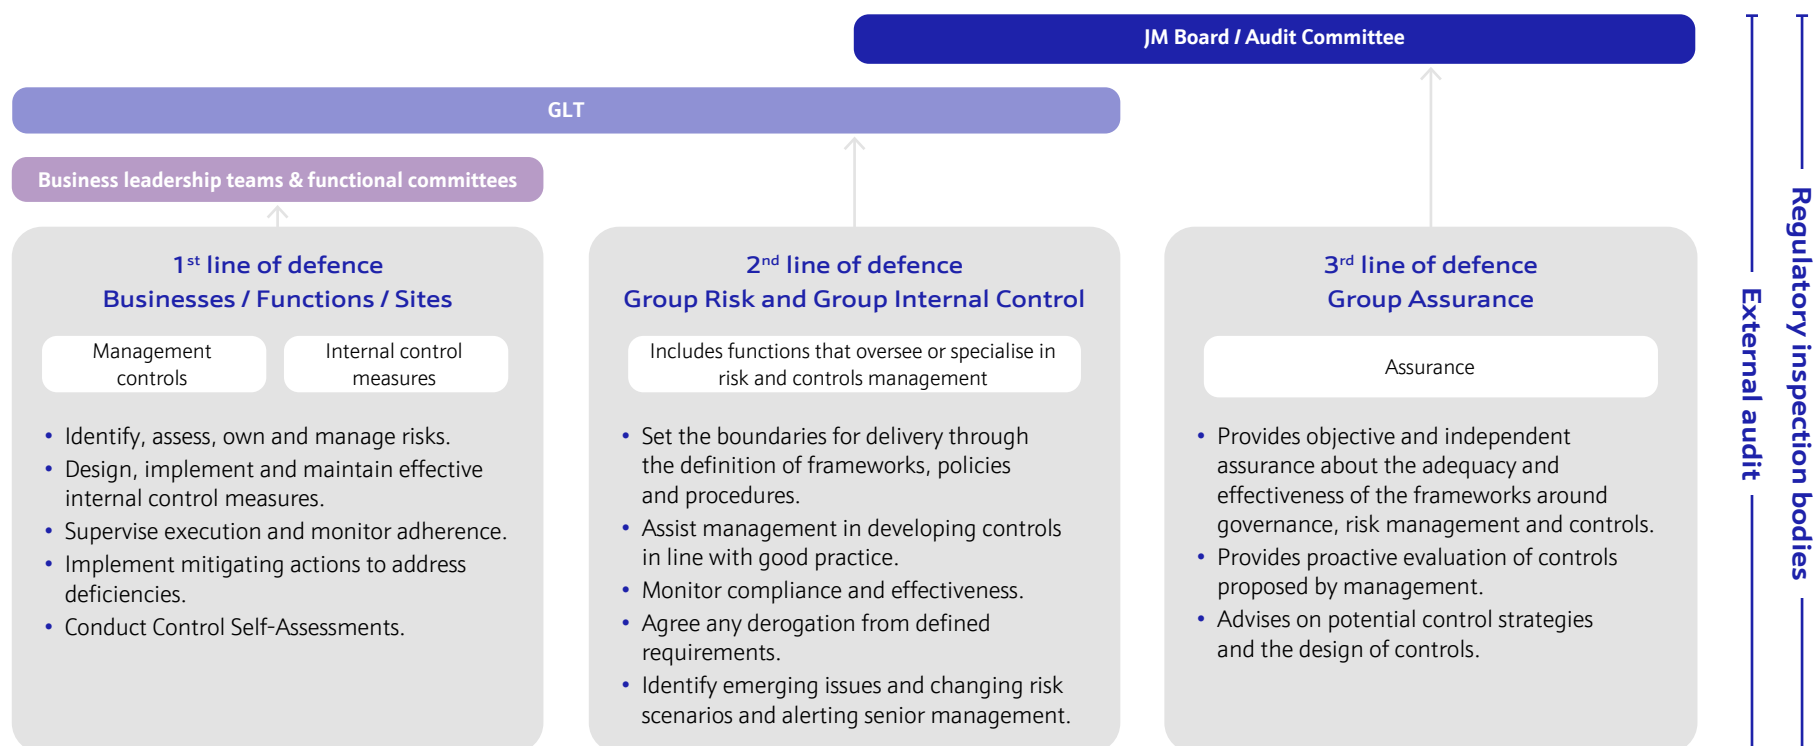 JM Board / Audit Committee
GLT
Business leadership teams & functional committees
1st line of defence
Businesses / Functions / Sites
Management
controls
Internal control
measures
• Identify, assess, own and manage risks.
• Design, implement and maintain effective
internal control measures.
• Supervise execution and monitor adherence.
• Implement mitigating actions to address
deficiencies.
• Conduct Control Self-Assessments.
2nd line of defence
Group Risk and Group Internal Control
Includes functions that oversee or specialise in
risk and controls management
• Set the boundaries for delivery through
the definition of frameworks, policies
and procedures.
• Assist management in developing controls
in line with good practice.
• Monitor compliance and effectiveness.
• Agree any derogation from defined
requirements.
• Identify emerging issues and changing risk
scenarios and alerting senior management.
3rd line of defence
Group Assurance
Assurance
• Provides objective and independent
assurance about the adequacy and
effectiveness of the frameworks around
governance, risk management and controls.
• Provides proactive evaluation of controls
proposed by management.
• Advises on potential control strategies
and the design of controls.
External audit
Regulatory inspection bodies